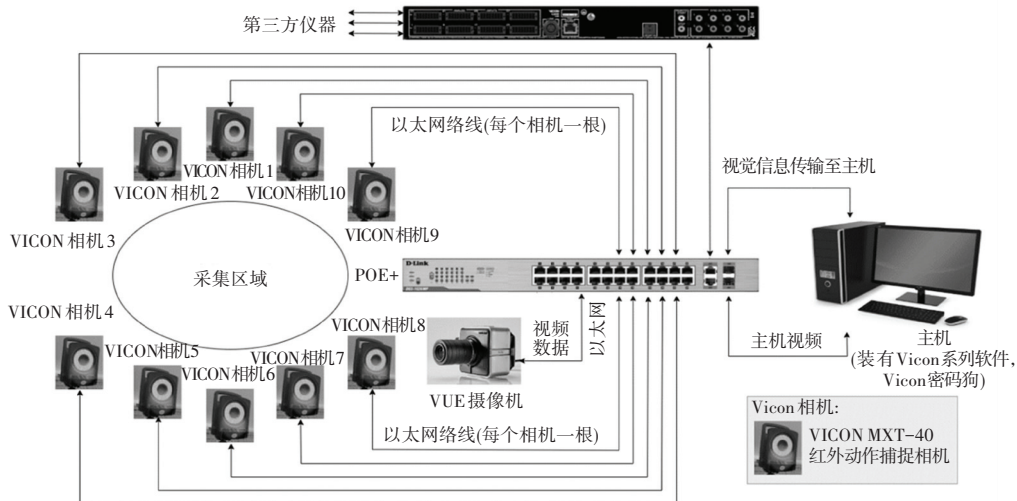 第三方仪器
以太网络线(每个相机一根)
VICON相机1
VICON 相机 2
VICON相机10
视觉信息传输至主机
VICON 相机 3
VICON相机9
D-Link
采集区域
POE+
VICON 相机 4
VICON相机8
VICON相机5
VICON相机7
VICON相机6
视频
数据
以太网
主机视频
主机
(装有Vicon系列软件,
Vicon密码狗)
VUE摄像机
以太网络线(每个相机一根)
Vicon 相机:
VICON MXT-40
红外动作捕捉相机